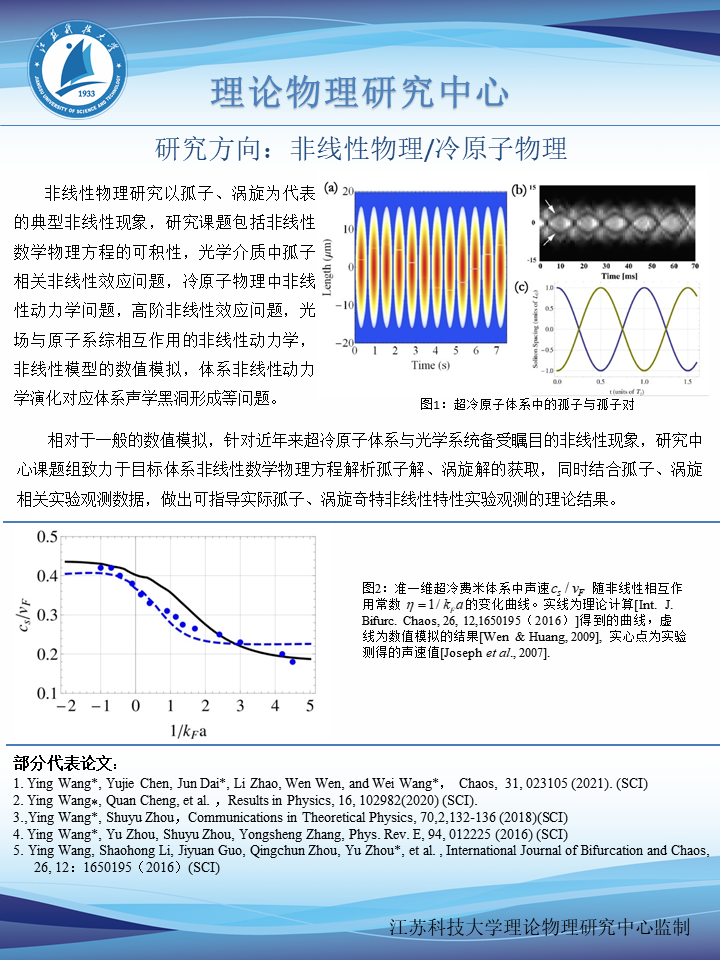 江苏科技大学
JIANGSU UNIVERSITY OF SCIENCE AND TECHNOLOGY
1933
理论物理研究中心
研究方向：非线性物理/冷原子物理
非线性物理研究以孤子、涡旋为代表
的典型非线性现象，研究课题包括非线性
数学物理方程的可积性，光学介质中孤子
相关非线性效应问题，冷原子物理中非线
性动力学问题，高阶非线性效应问题，光
场与原子系综相互作用的非线性动力学，
非线性模型的数值模拟，体系非线性动力
学演化对应体系声学黑洞形成等问题。
(a)
20
10
0
−10
−20
Length (μm)
0 1 2 3 4 5 6 7
Time (s)
(b)
15
0
-15
0 10 20 30 40 50 60 70
Time [ms]
(c)
1.0
0.5
0.0
−0.5
−1.0
0.0 0.5 1.0 1.5
图1：超冷原子体系中的孤子与孤子对
相对于一般的数值模拟，针对近年来超冷原子体系与光学系统备受瞩目的非线性现象，研究中
心课题组致力于目标体系非线性数学物理方程解析孤子解、涡旋解的获取，同时结合孤子、涡旋
相关实验观测数据，做出可指导实际孤子、涡旋奇特非线性特性实验观测的理论结果。
0.5
0.4
0.3
0.2
0.1
cs/vF
−2 −1 0 1 2 3 4 5
1/kFa
图2：准一维超冷费米体系中声速cs / vF 随非线性相互作
用常数 η = 1/ kFa的变化曲线。实线为理论计算[Int. J.
Bifurc. Chaos, 26, 12,1650195（2016）]得到的曲线，虚
线为数值模拟的结果[Wen & Huang, 2009], 实心点为实验
测得的声速值[Joseph et al., 2007].
部分代表论文：
1. Ying Wang*, Yujie Chen, Jun Dai*, Li Zhao, Wen Wen, and Wei Wang*， Chaos, 31, 023105 (2021). (SCI)
2. Ying Wang*, Quan Cheng, et al. ，Results in Physics, 16, 102982(2020) (SCI).
3.,Ying Wang*, Shuyu Zhou，Communications in Theoretical Physics, 70,2,132-136 (2018)(SCI)
4. Ying Wang*, Yu Zhou, Shuyu Zhou, Yongsheng Zhang, Phys. Rev. E, 94, 012225 (2016) (SCI)
5. Ying Wang, Shaohong Li, Jiyuan Guo, Qingchun Zhou, Yu Zhou*, et al. , International Journal of Bifurcation and Chaos,
26, 12：1650195（2016）(SCI)
江苏科技大学理论物理研究中心监制